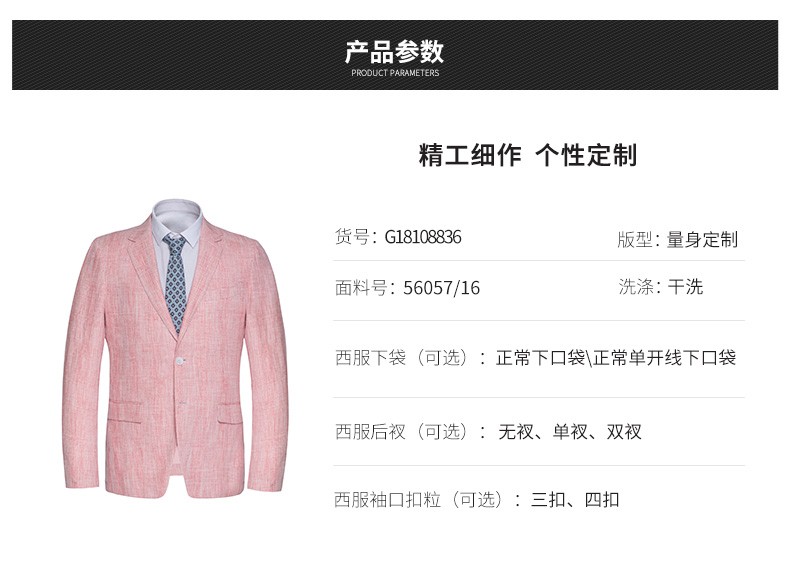 产品参数
PRODUCT PARAMETERS
精工细作 个性定制
货号：G18108836
版型：量身定制
面料号：56057/16
洗涤：干洗
西服下袋（可选）：正常下口袋\正常单开线下口袋
西服后衩（可选）：无衩、单衩、双衩
西服袖口扣粒（可选）：三扣、四扣